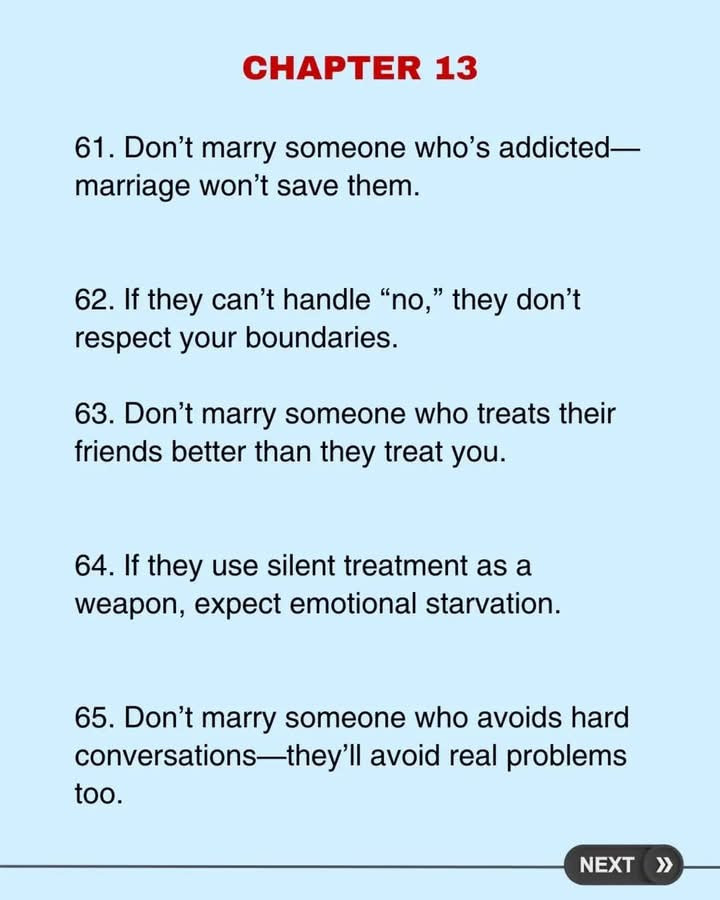 CHAPTER 13
61. Don’t marry someone who’s addicted—
marriage won’t save them.
62. If they can’t handle “no,” they don’t
respect your boundaries.
63. Don’t marry someone who treats their
friends better than they treat you.
64. If they use silent treatment as a
weapon, expect emotional starvation.
65. Don’t marry someone who avoids hard
conversations—they’ll avoid real problems
too.
NEXT »